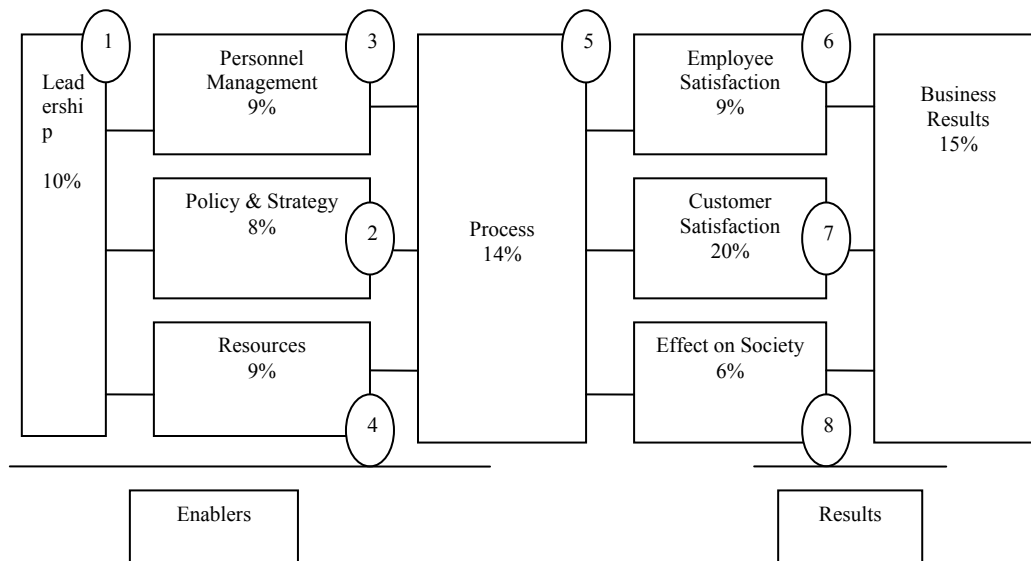 1
Lead
ership
p
10%
3
Personnel
Management
9%
Policy & Strategy
8%
2
Resources
9%
4
5
Process
14%
6
Employee
Satisfaction
9%
Customer
Satisfaction
20%
7
Effect on Society
6%
8
Business
Results
15%
Enablers
Results